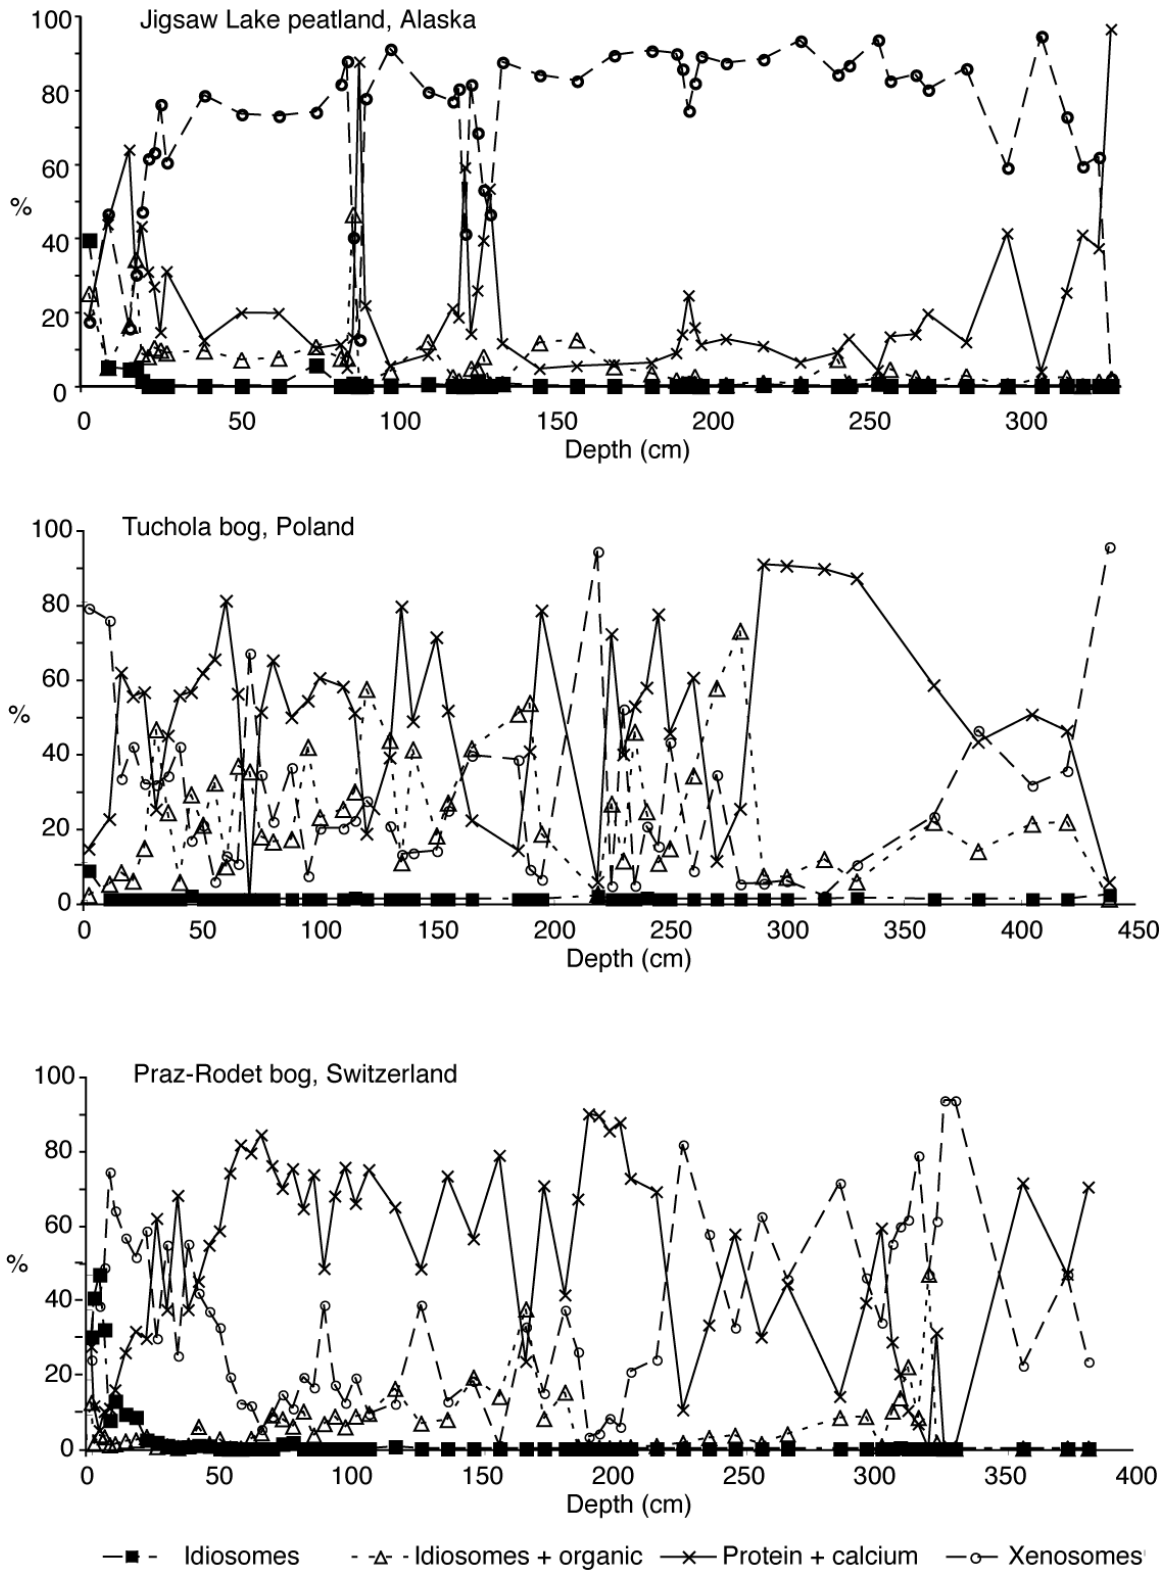 Jigsaw Lake peatland, Alaska
100
80
60
%
40
20
0
0 50 100 150 200 250 300
Depth (cm)
Tuchola bog, Poland
100
80
60
%
40
20
0
0 50 100 150 200 250 300 350 400 450
Depth (cm)
Praz-Rodet bog, Switzerland
100
80
60
%
40
20
0
0 50 100 150 200 250 300 350 400
Depth (cm)
Idiosomes Idiosomes + organic Protein + calcium Xenosomes